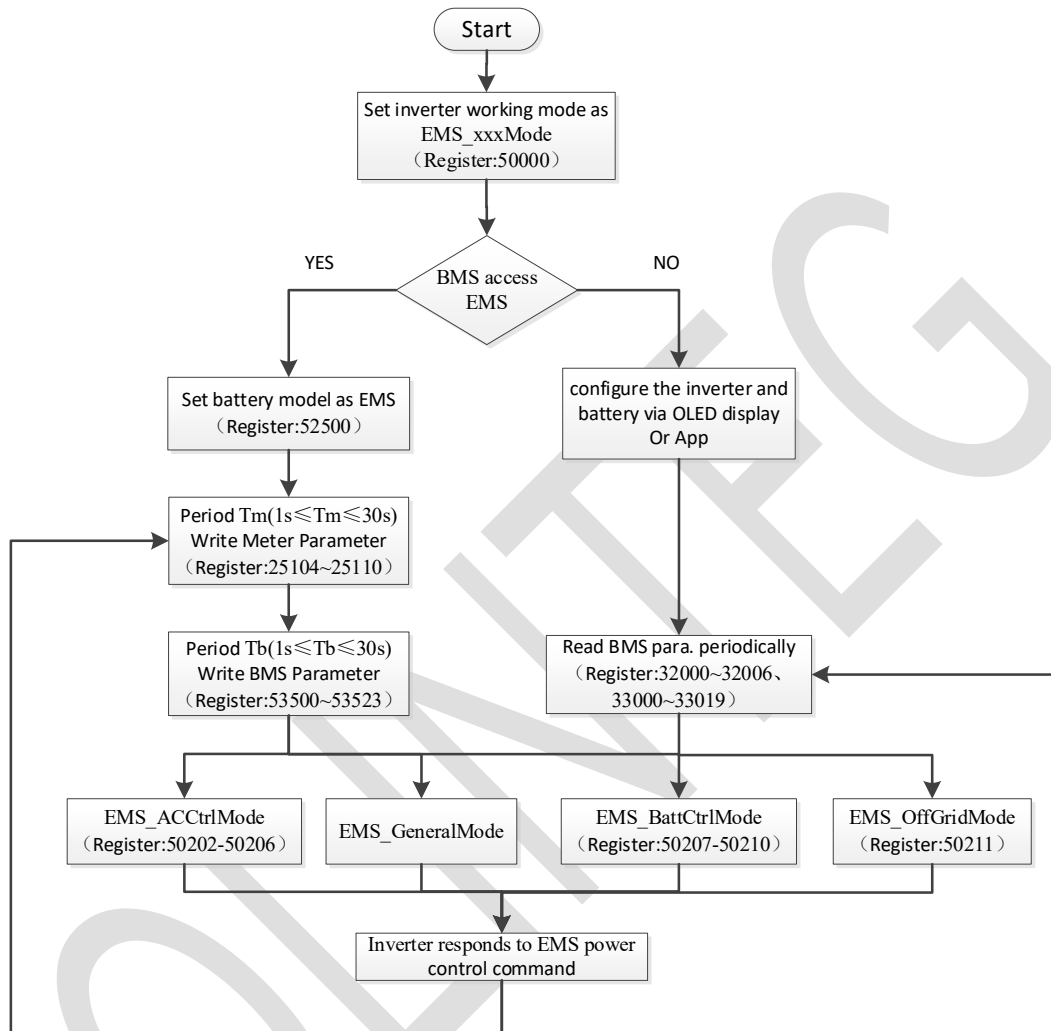 Start
Set inverter working mode as
EMS_xxxMode
（Register:50000）
YES
NO
BMS access
EMS
Set battery model as EMS
（Register:52500）
configure the inverter and
battery via OLED display
Or App
Period Tm(1s≤Tm≤30s)
Write Meter Parameter
（Register:25104~25110）
Period Tb(1s≤Tb≤30s)
Write BMS Parameter
（Register:53500~53523）
Read BMS para. periodically
（Register:32000~32006、
33000~33019）
EMS_ACCtrlMode
（Register:50202-50206）
EMS_GeneralMode
EMS_BattCtrlMode
（Register:50207-50210）
EMS_OffGridMode
（Register:50211）
Inverter responds to EMS power
control command